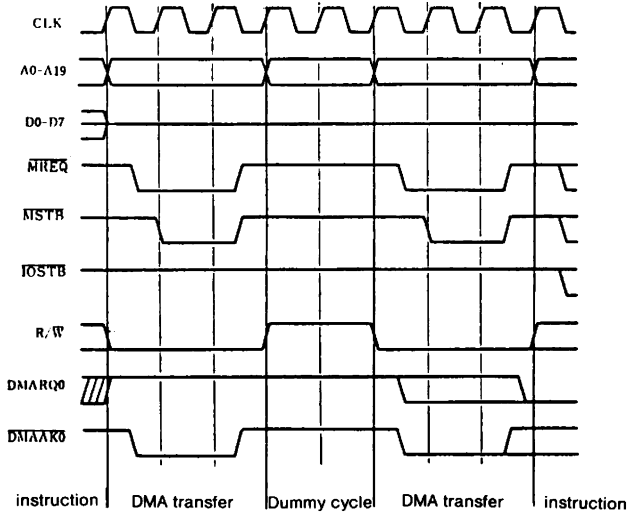 CLK
A0-A19
D0-D7
MREQ
MSTB
IOSTB
R/W
DMARQ0
DMAAK0
instruction
DMA transfer
Dummy cycle
DMA transfer
instruction